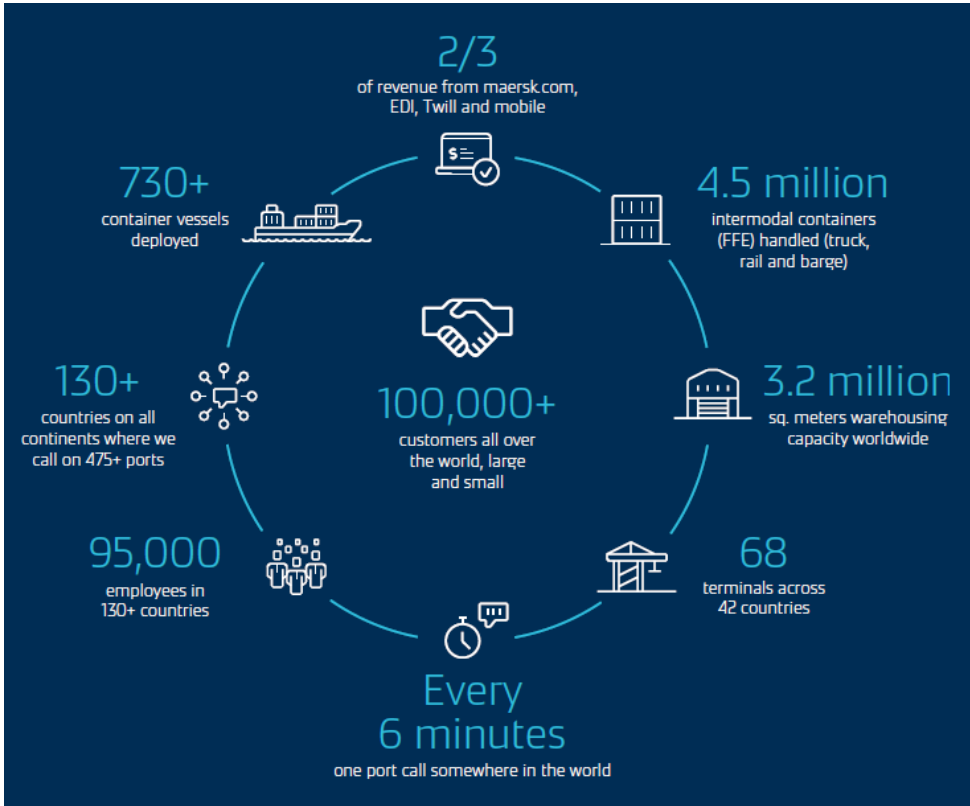 2/3
of revenue from maersk.com,
EDI, Twill and mobile
$
730+
container vessels
deployed
4.5 million
intermodal containers
(FFE) handled (truck,
rail and barge)
130+
countries on all
continents where we
call on 475+ ports
100,000+
customers all over
the world, large
and small
3.2 million
sq. meters warehousing
capacity worldwide
95,000
employees in
130+ countries
68
terminals across
42 countries
Every
6 minutes
one port call somewhere in the world